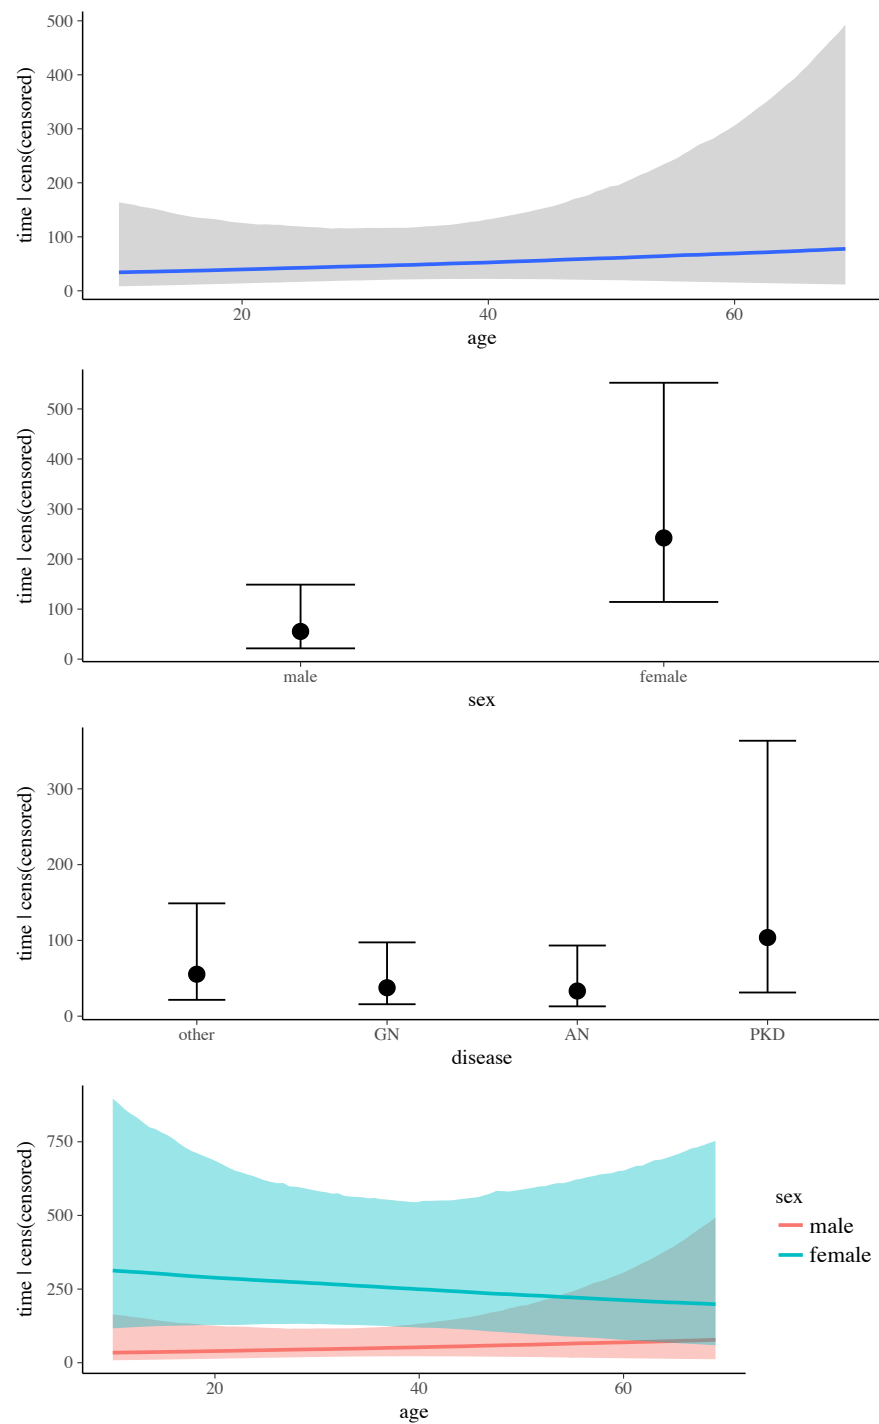 500
400
300
200
100
0
time | cens(censored)
20 40 60
age
500
400
300
200
100
0
time | cens(censored)
male female
sex
300
200
100
0
time | cens(censored)
other GN AN PKD
disease
750
500
250
0
time | cens(censored)
20 40 60
age
sex
male
female